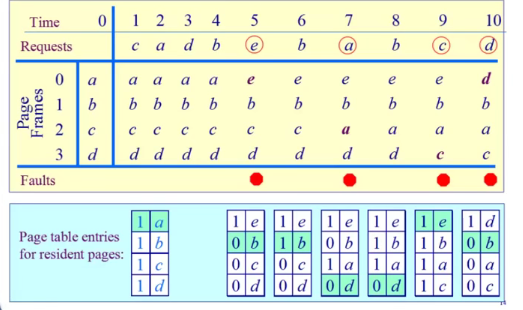 Time 0 1 2 3 4 5 6 7 8 9 10
Requests c a d b e b a b c d
Page Frames
0 a a a a a e e e e e d
1 b b b b b b b b b b b
2 c c c c c c c a a a a
3 d d d d d d d d d c c
Faults
Page table entries
for resident pages:
1 a 1 e 1 e 1 e 1 e 1 e 1 d
1 b 0 b 1 b 0 b 1 b 1 b 0 b
1 c 0 c 0 c 1 a 1 a 1 a 0 a
1 d 0 d 0 d 0 d 0 d 1 c 0 c